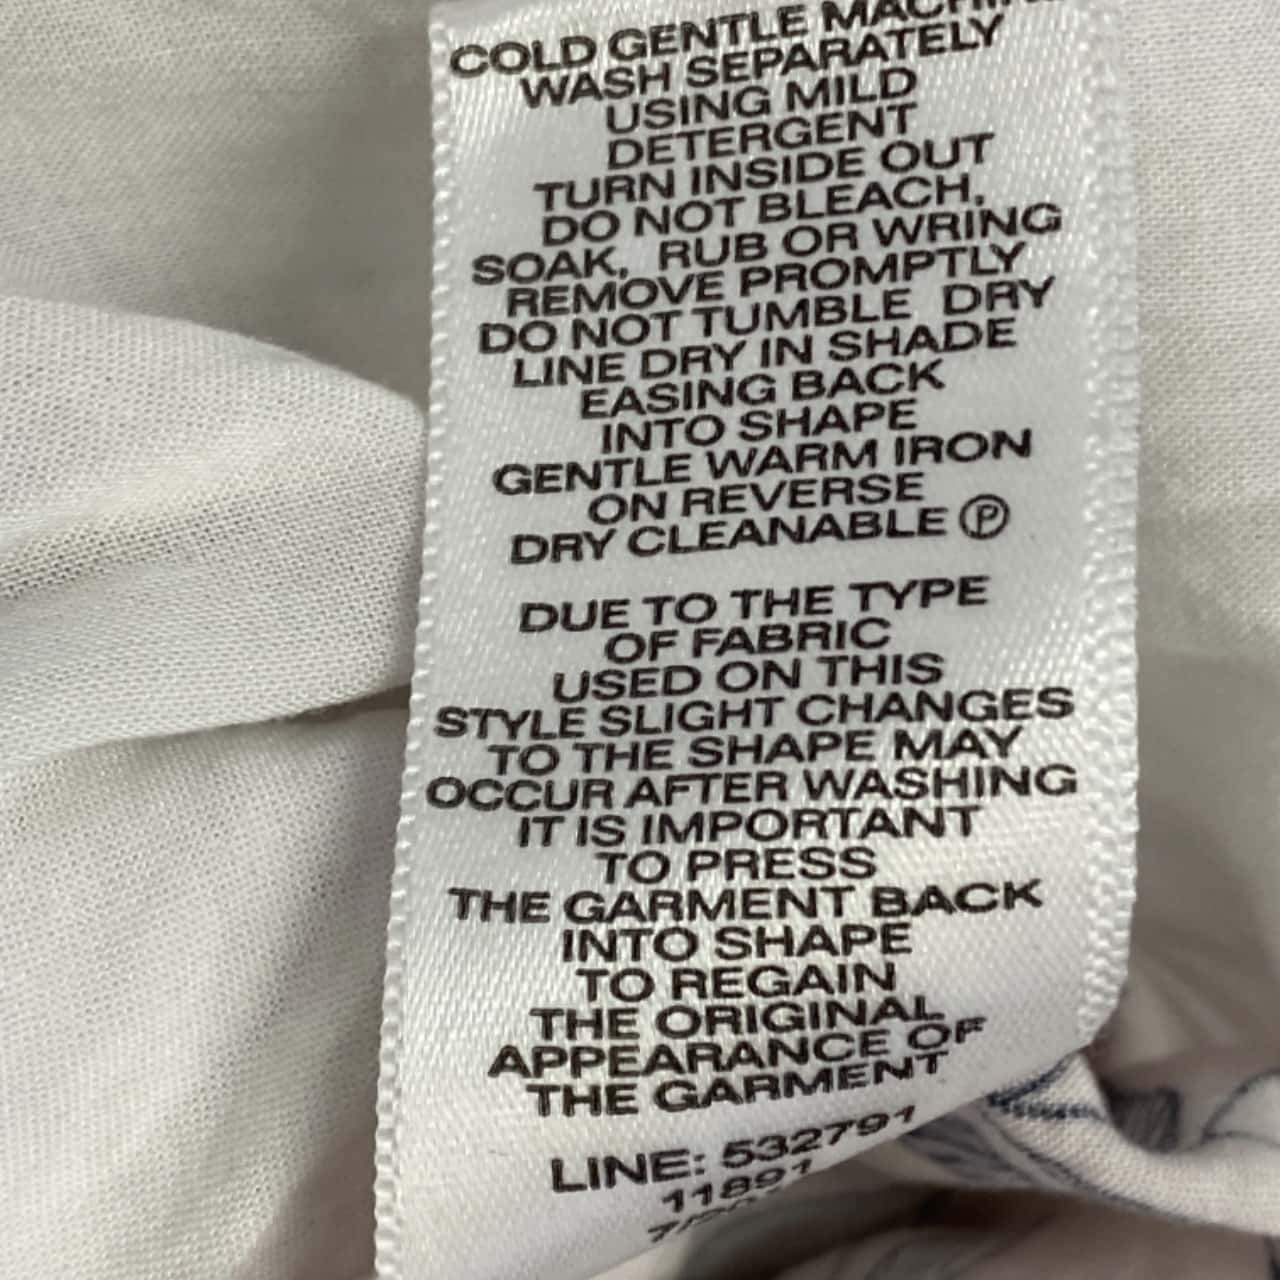 COLD GENTLE MACHINE
WASH SEPARATELY
USING MILD
DETERGENT
TURN INSIDE OUT
DO NOT BLEACH,
SOAK, RUB OR WRING
REMOVE PROMPTLY
DO NOT TUMBLE DRY
LINE DRY IN SHADE
EASING BACK
INTO SHAPE
GENTLE WARM IRON
ON REVERSE
DRY CLEANABLE Ⓟ
DUE TO THE TYPE
OF FABRIC
USED ON THIS
STYLE SLIGHT CHANGES
TO THE SHAPE MAY
OCCUR AFTER WASHING
IT IS IMPORTANT
TO PRESS
THE GARMENT BACK
INTO SHAPE
TO REGAIN
THE ORIGINAL
APPEARANCE OF
THE GARMENT
LINE: 532791
11891